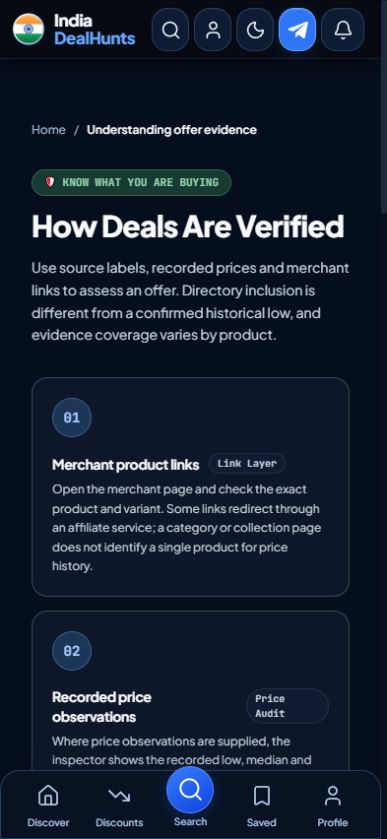 India
DealHunts
Home / Understanding offer evidence
KNOW WHAT YOU ARE BUYING
How Deals Are Verified
Use source labels, recorded prices and merchant
links to assess an offer. Directory inclusion is
different from a confirmed historical low, and
evidence coverage varies by product.
01
Merchant product links
Link Layer
Open the merchant page and check the exact
product and variant. Some links redirect through
an affiliate service; a category or collection page
does not identify a single product for price
history.
02
Recorded price
observations
Price
Audit
Where price observations are supplied, the
inspector shows the recorded low, median and
Discover
Discounts
Search
Saved
Profile